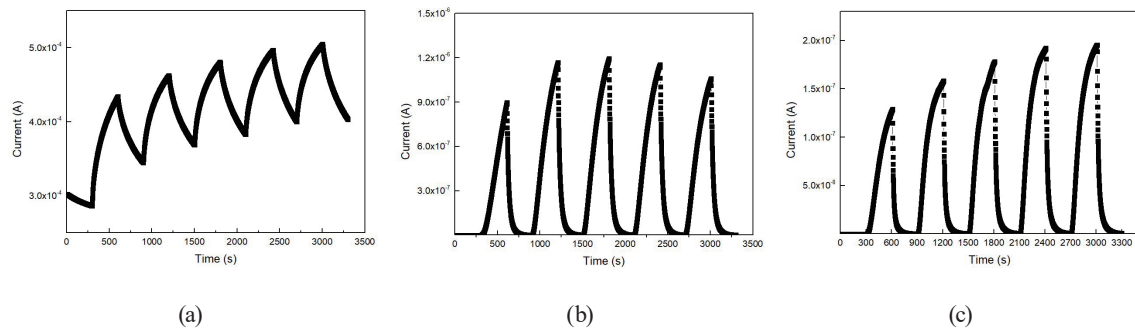 5.0x10⁻⁴
4.0x10⁻⁴
3.0x10⁻⁴
Current (A)
0 500 1000 1500 2000 2500 3000 3500
Time (s)
(a)
1.5x10⁻⁶
1.2x10⁻⁶
9.0x10⁻⁷
6.0x10⁻⁷
3.0x10⁻⁷
Current (A)
0 500 1000 1500 2000 2500 3000 3500
Time (s)
(b)
2.0x10⁻⁷
1.5x10⁻⁷
1.0x10⁻⁷
5.0x10⁻⁸
Current (A)
0 300 600 900 1200 1500 1800 2100 2400 2700 3000 3300
Time (s)
(c)